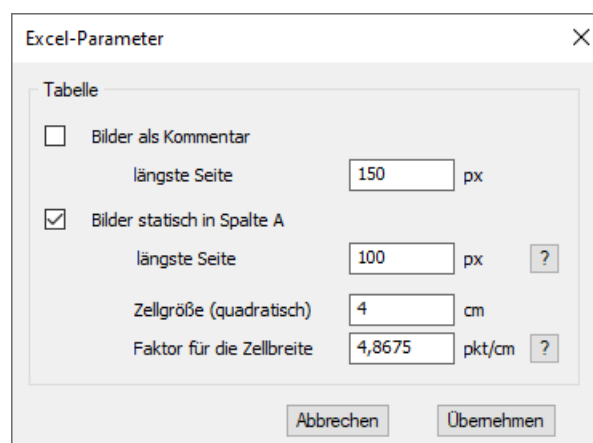 Excel-Parameter
Tabelle
Bilder als Kommentar
längste Seite 150 px
Bilder statisch in Spalte A
längste Seite 100 px ?
Zellgröße (quadratisch) 4 cm
Faktor für die Zellbreite 4,8675 pkt/cm ?
Abbrechen Übernehmen